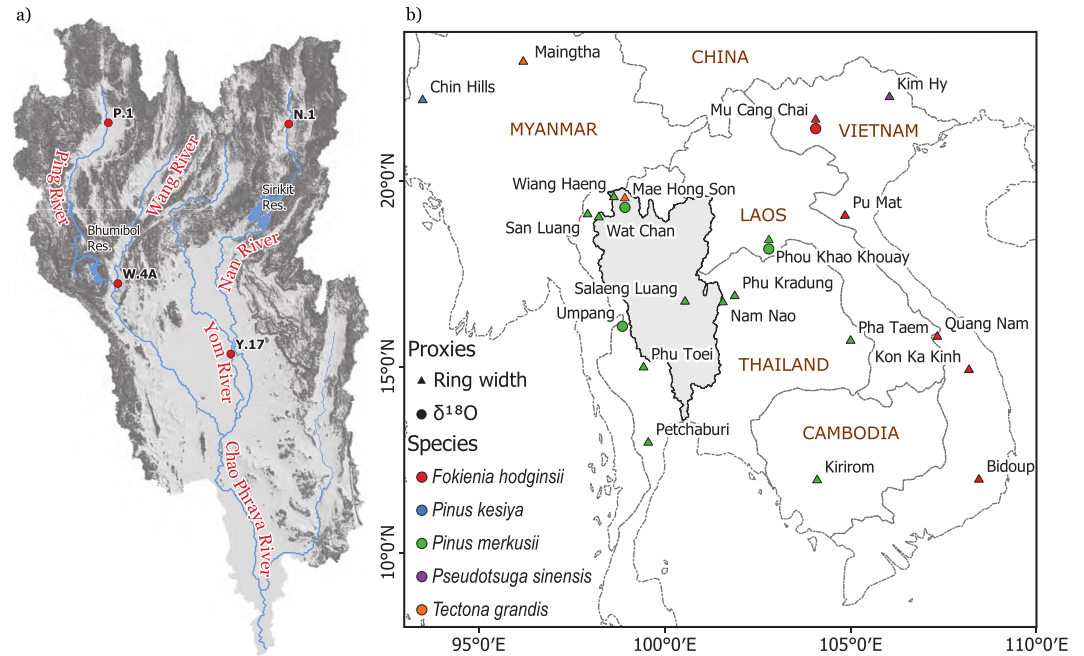 a)
P.1
N.1
Ping River
Wang River
Sirikit
Res.
Bhumibol
Res.
Nan River
W.4A
Yom River
Y.17
Chao Phraya River
b)
Maingtha
CHINA
Chin Hills
Kim Hy
Mu Cang Chai
MYANMAR
VIETNAM
20°0′N
Wiang Haeng
Mae Hong Son
LAOS
Pu Mat
San Luang
Wat Chan
Phou Khao Khouay
Salaeng Luang
Phu Kradung
Umpang
Nam Nao
Pha Taem
Quang Nam
Proxies
Phu Toei
Kon Ka Kinh
15°0′N
THAILAND
Ring width
δ¹⁸O
Petchaburi
CAMBODIA
Species
Kirirom
Bidoup
Fokienia hodginsii
Pinus kesiya
Pinus merkusii
10°0′N
Pseudotsuga sinensis
Tectona grandis
95°0′E
100°0′E
105°0′E
110°0′E